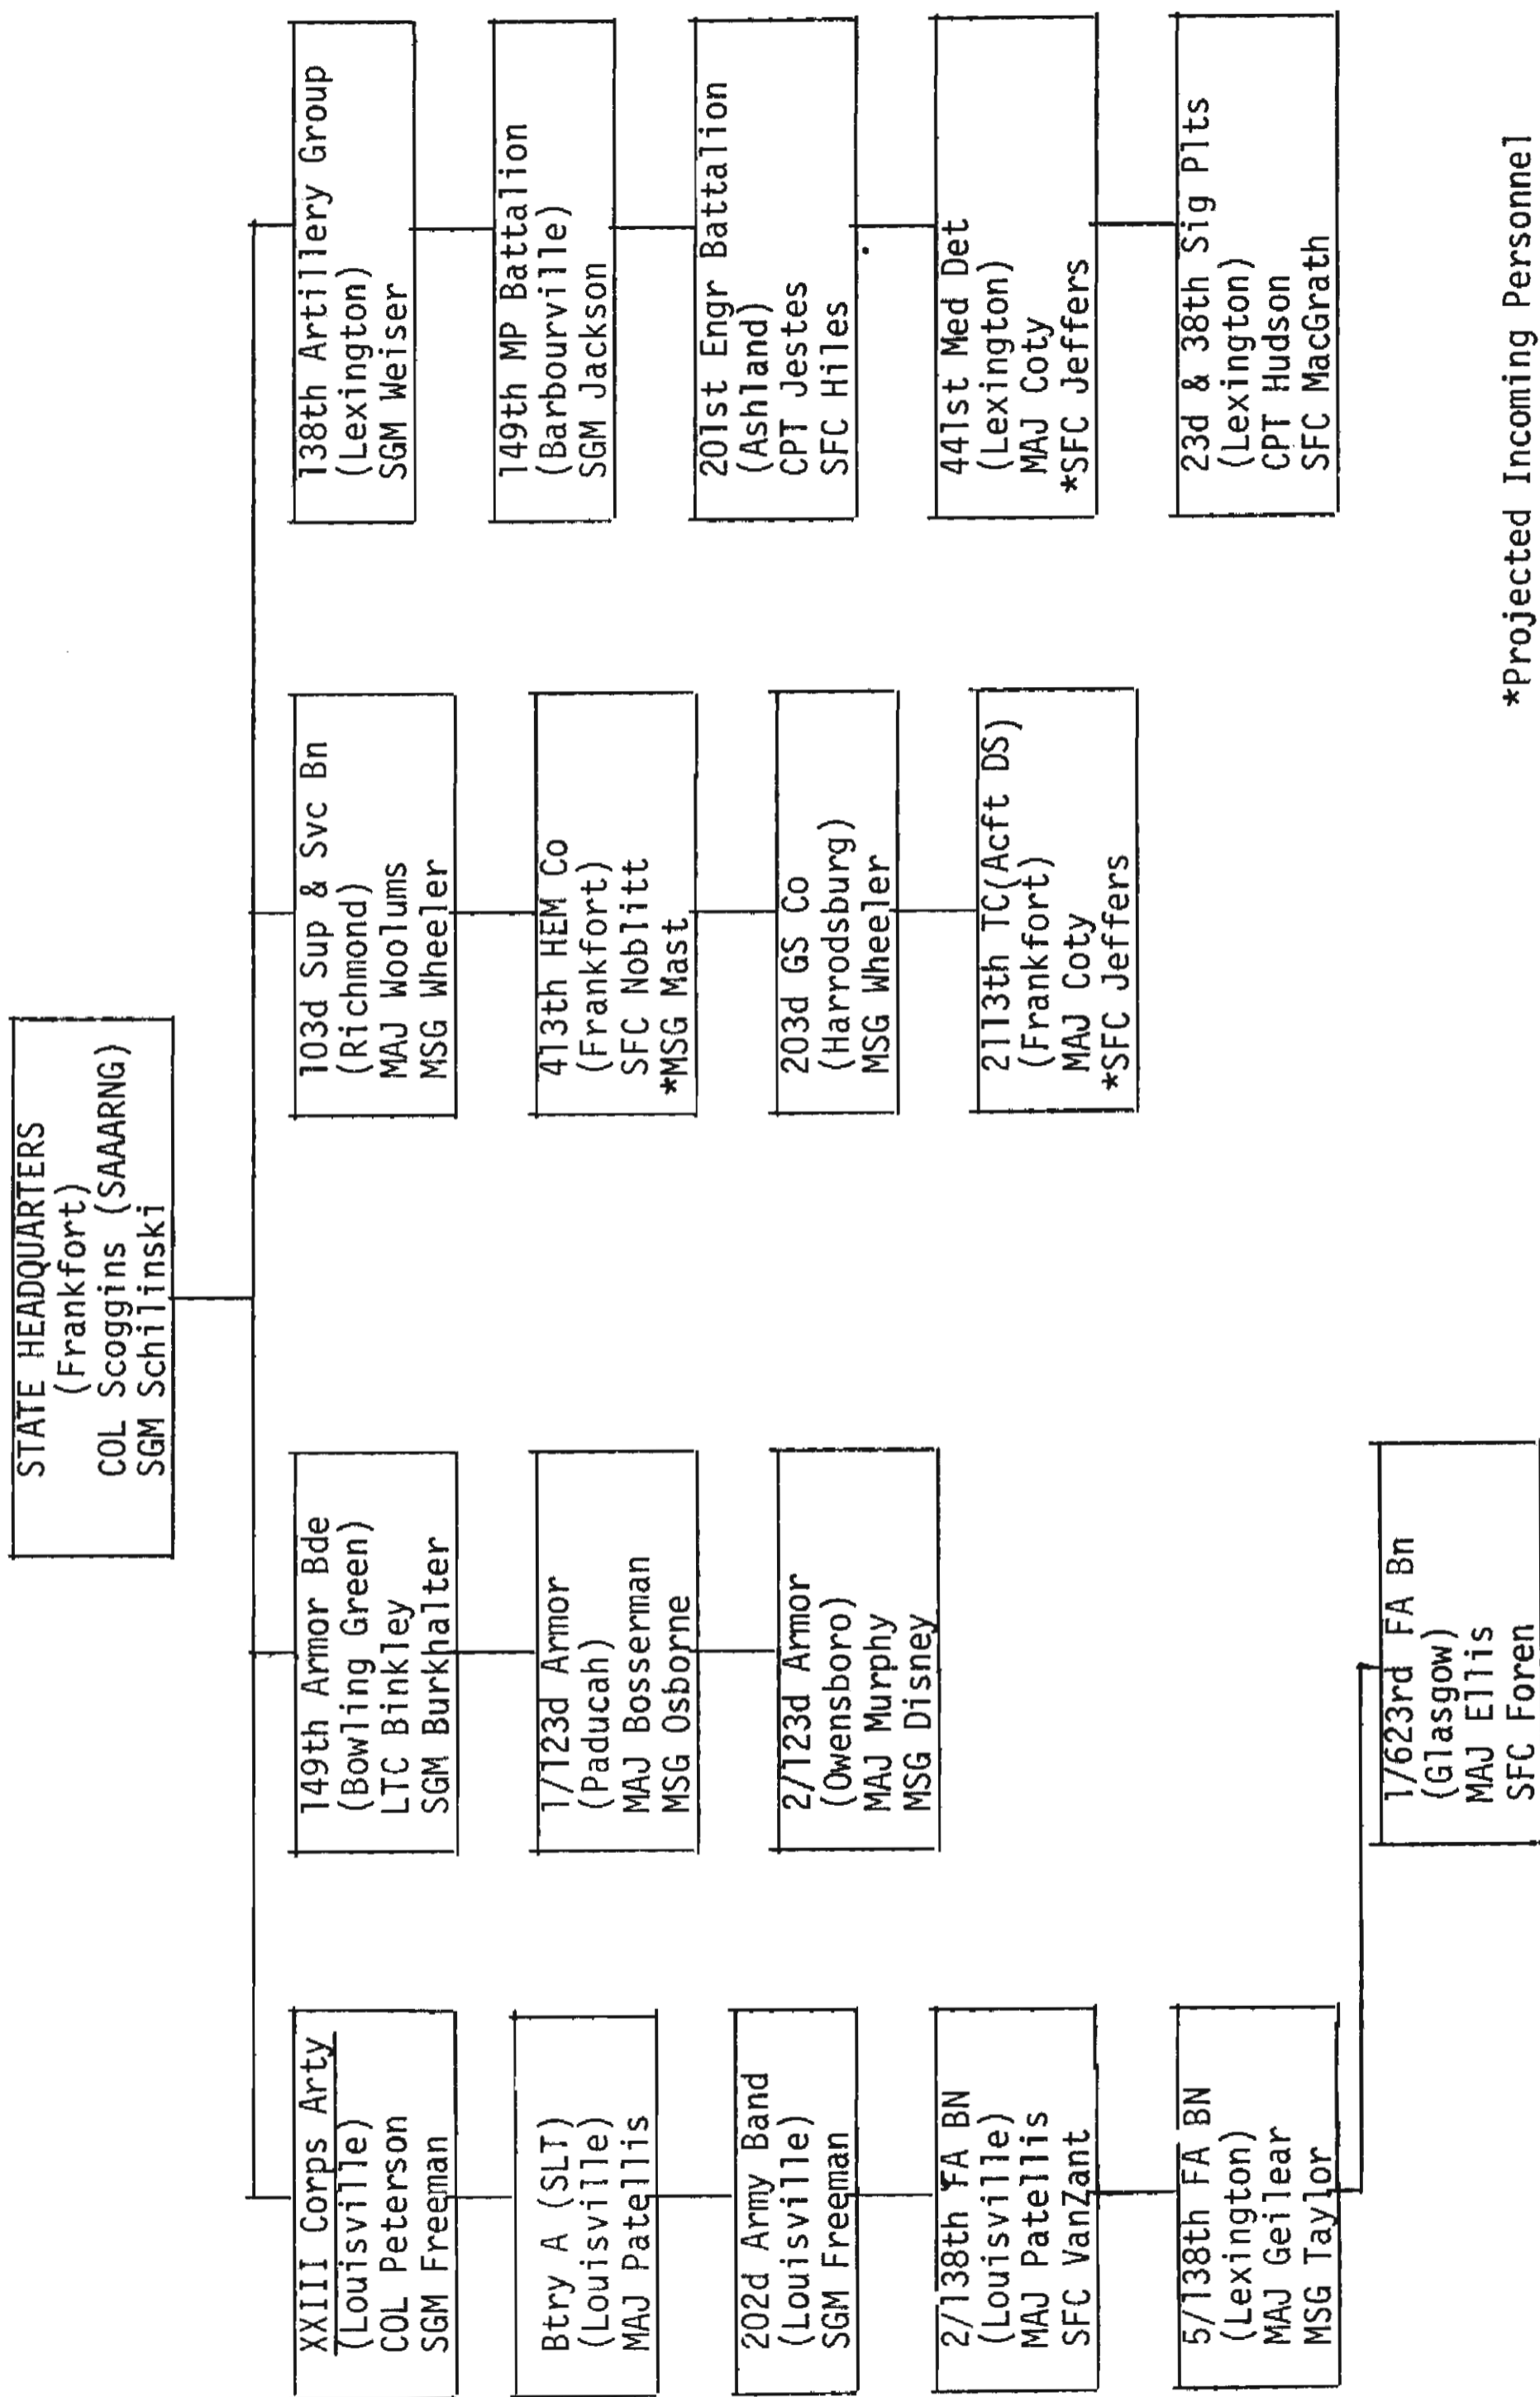 STATE HEADQUARTERS
(Frankfort)
COL Scoggins (SAAARNG)
SGM Schilinski
XXIII Corps Arty
(Louisville)
COL Peterson
SGM Freeman
Btry A (SLT)
(Louisville)
MAJ Patellis
202d Army Band
(Louisville)
SGM Freeman
2/138th FA BN
(Louisville)
MAJ Patellis
SFC VanZant
5/138th FA BN
(Lexington)
MAJ Geilear
MSG Taylor
1/623rd FA Bn
(Glasgow)
MAJ Ellis
SFC Foren
149th Armor Bde
(Bowling Green)
LTC Binkley
SGM Burkhalter
1/123d Armor
(Paducah)
MAJ Bosserman
MSG Osborne
2/123d Armor
(Owensboro)
MAJ Murphy
MSG Disney
103d Sup & Svc Bn
(Richmond)
MAJ Woolums
MSG Wheeler
413th HEM Co
(Frankfort)
SFC Noblitt
*MSG Mast
203d GS Co
(Harrodsburg)
MSG Wheeler
2113th TC(Acft DS)
(Frankfort)
MAJ Coty
*SFC Jeffers
138th Artillery Group
(Lexington)
SGM Weiser
149th MP Battalion
(Barbourville)
SGM Jackson
201st Engr Battalion
(Ashland)
CPT Jestes
SFC Hiles
441st Med Det
(Lexington)
MAJ Coty
*SFC Jeffers
23d & 38th Sig Plts
(Lexington)
CPT Hudson
SFC MacGrath
*Projected Incoming Personnel